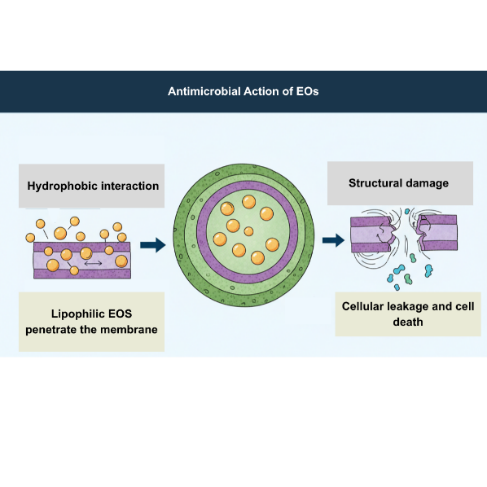 Antimicrobial Action of EOs
Hydrophobic interaction
Structural damage
Lipophilic EOS
penetrate the membrane
Cellular leakage and cell
death